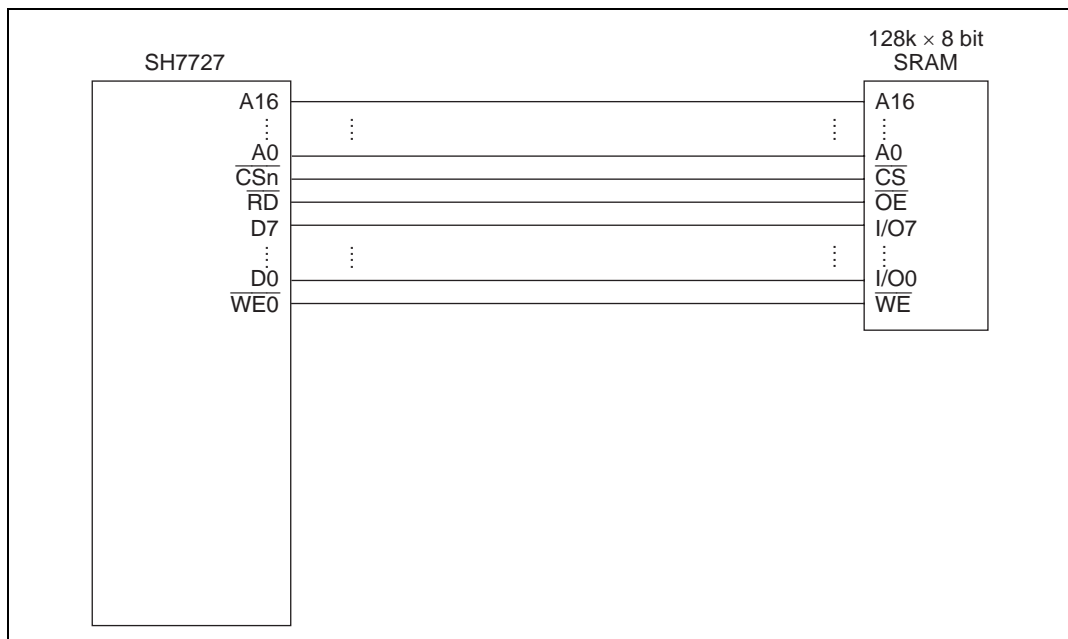 128k × 8 bit
SH7727 SRAM
A16 A16
A0 A0
CSn CS
RD OE
D7 I/O7
D0 I/O0
WE0 WE